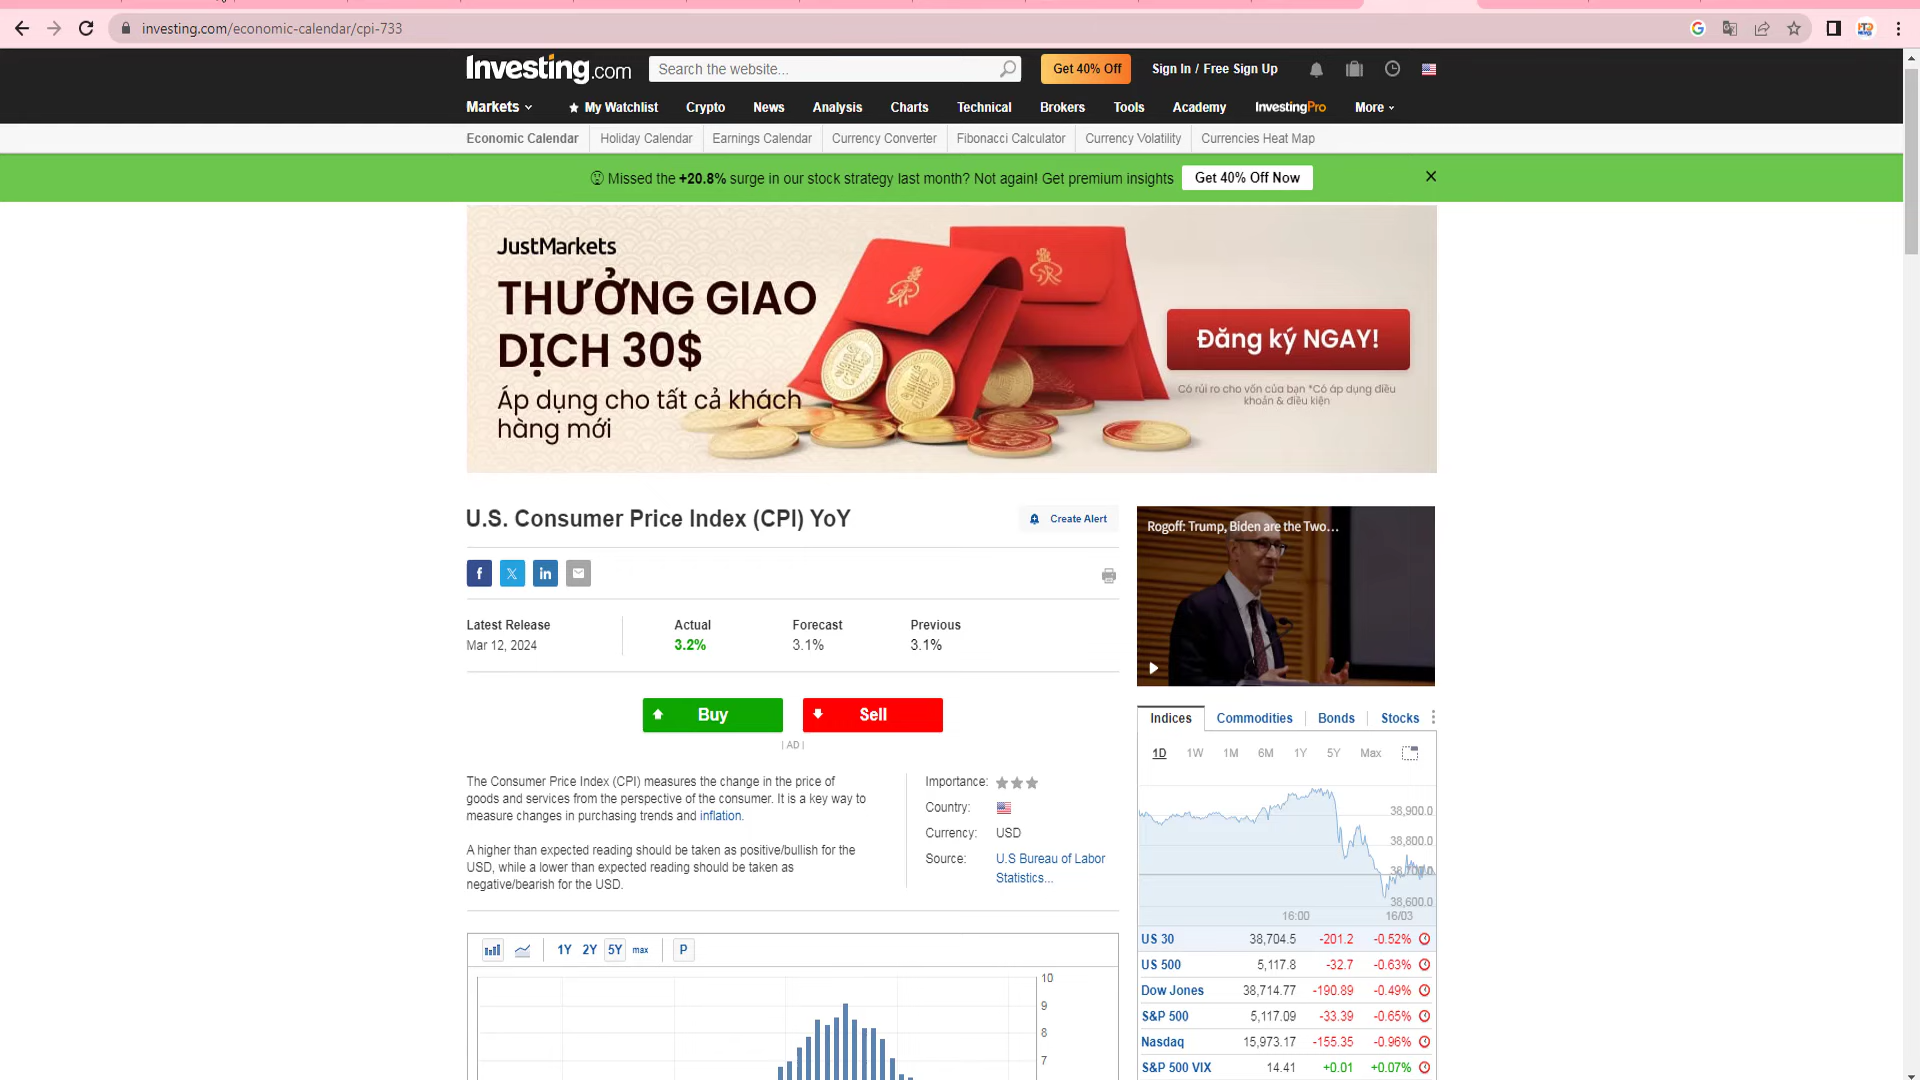 investing.com/economic-calendar/cpi-733
Investing.com
Search the website...
Get 40% Off
Sign In / Free Sign Up
Markets
My Watchlist
Crypto
News
Analysis
Charts
Technical
Brokers
Tools
Academy
InvestingPro
More
Economic Calendar
Holiday Calendar
Earnings Calendar
Currency Converter
Fibonacci Calculator
Currency Volatility
Currencies Heat Map
Missed the +20.8% surge in our stock strategy last month? Not again! Get premium insights
Get 40% Off Now
JustMarkets
THƯỞNG GIAO
DỊCH 30$
Áp dụng cho tất cả khách
hàng mới
Đăng ký NGAY!
Có rủi ro cho vốn của bạn *Có áp dụng điều
khoản & điều kiện
U.S. Consumer Price Index (CPI) YoY
Create Alert
Latest Release
Mar 12, 2024
Actual
3.2%
Forecast
3.1%
Previous
3.1%
Buy
Sell
| AD |
The Consumer Price Index (CPI) measures the change in the price of
goods and services from the perspective of the consumer. It is a key way to
measure changes in purchasing trends and inflation.
A higher than expected reading should be taken as positive/bullish for the
USD, while a lower than expected reading should be taken as
negative/bearish for the USD.
Importance:
Country:
Currency: USD
Source: U.S Bureau of Labor
Statistics...
1Y 2Y 5Y max P
10
9
8
7
Rogoff: Trump, Biden are the Two...
Indices Commodities Bonds Stocks
1D 1W 1M 6M 1Y 5Y Max
38,900.0
38,800.0
38,600.0
16:00 16/03
US 30 38,704.5 -201.2 -0.52%
US 500 5,117.8 -32.7 -0.63%
Dow Jones 38,714.77 -190.89 -0.49%
S&P 500 5,117.09 -33.39 -0.65%
Nasdaq 15,973.17 -155.35 -0.96%
S&P 500 VIX 14.41 +0.01 +0.07%